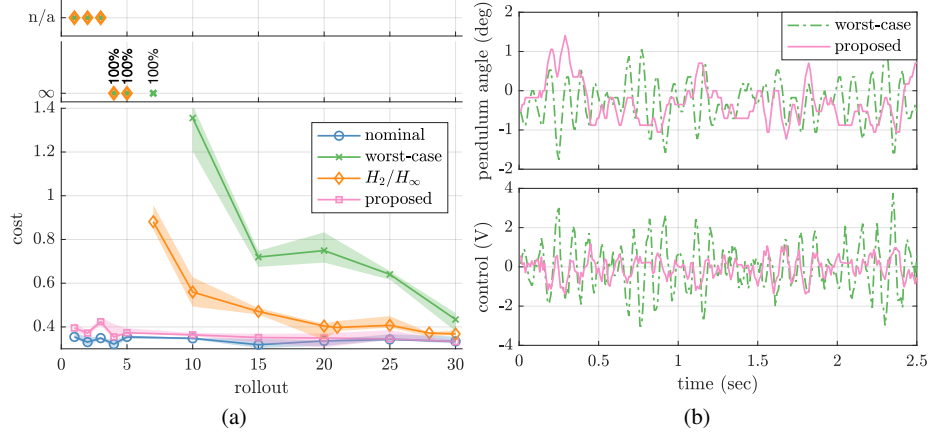 n/a
∞
100%
100%
100%
1.4
1.2
1
0.8
0.6
0.4
cost
nominal
worst-case
H₂/H∞
proposed
0 5 10 15 20 25 30
rollout
(a)
pendulum angle (deg)
2
1
0
-1
-2
worst-case
proposed
control (V)
4
2
0
-2
-4
0 0.5 1 1.5 2 2.5
time (sec)
(b)